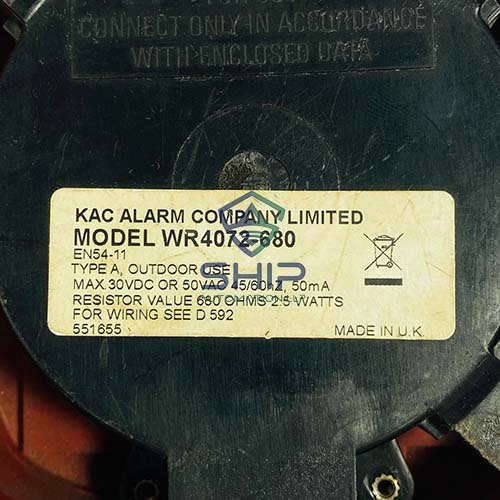 CONNECT ONLY IN ACCORDANCE
WITH ENCLOSED DATA
KAC ALARM COMPANY LIMITED
MODEL WR4072-680
EN54-11
TYPE A, OUTDOOR USE
MAX.30VDC OR 50VAC 45/60HZ, 50mA
RESISTOR VALUE 680 OHMS 2.5 WATTS
FOR WIRING SEE D 592
551655
MADE IN U.K.
SHIP